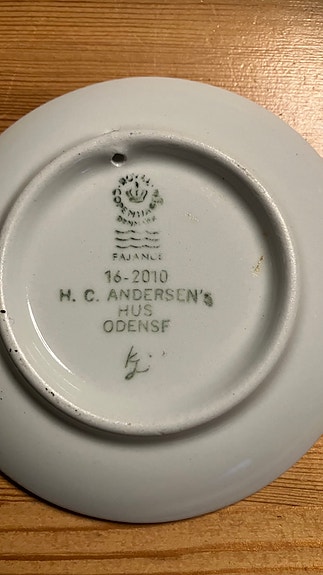 ROYAL COPENHAGEN
DENMARK
FAJANCE
16-2010
H. C. ANDERSEN'S
HUS
ODENSE